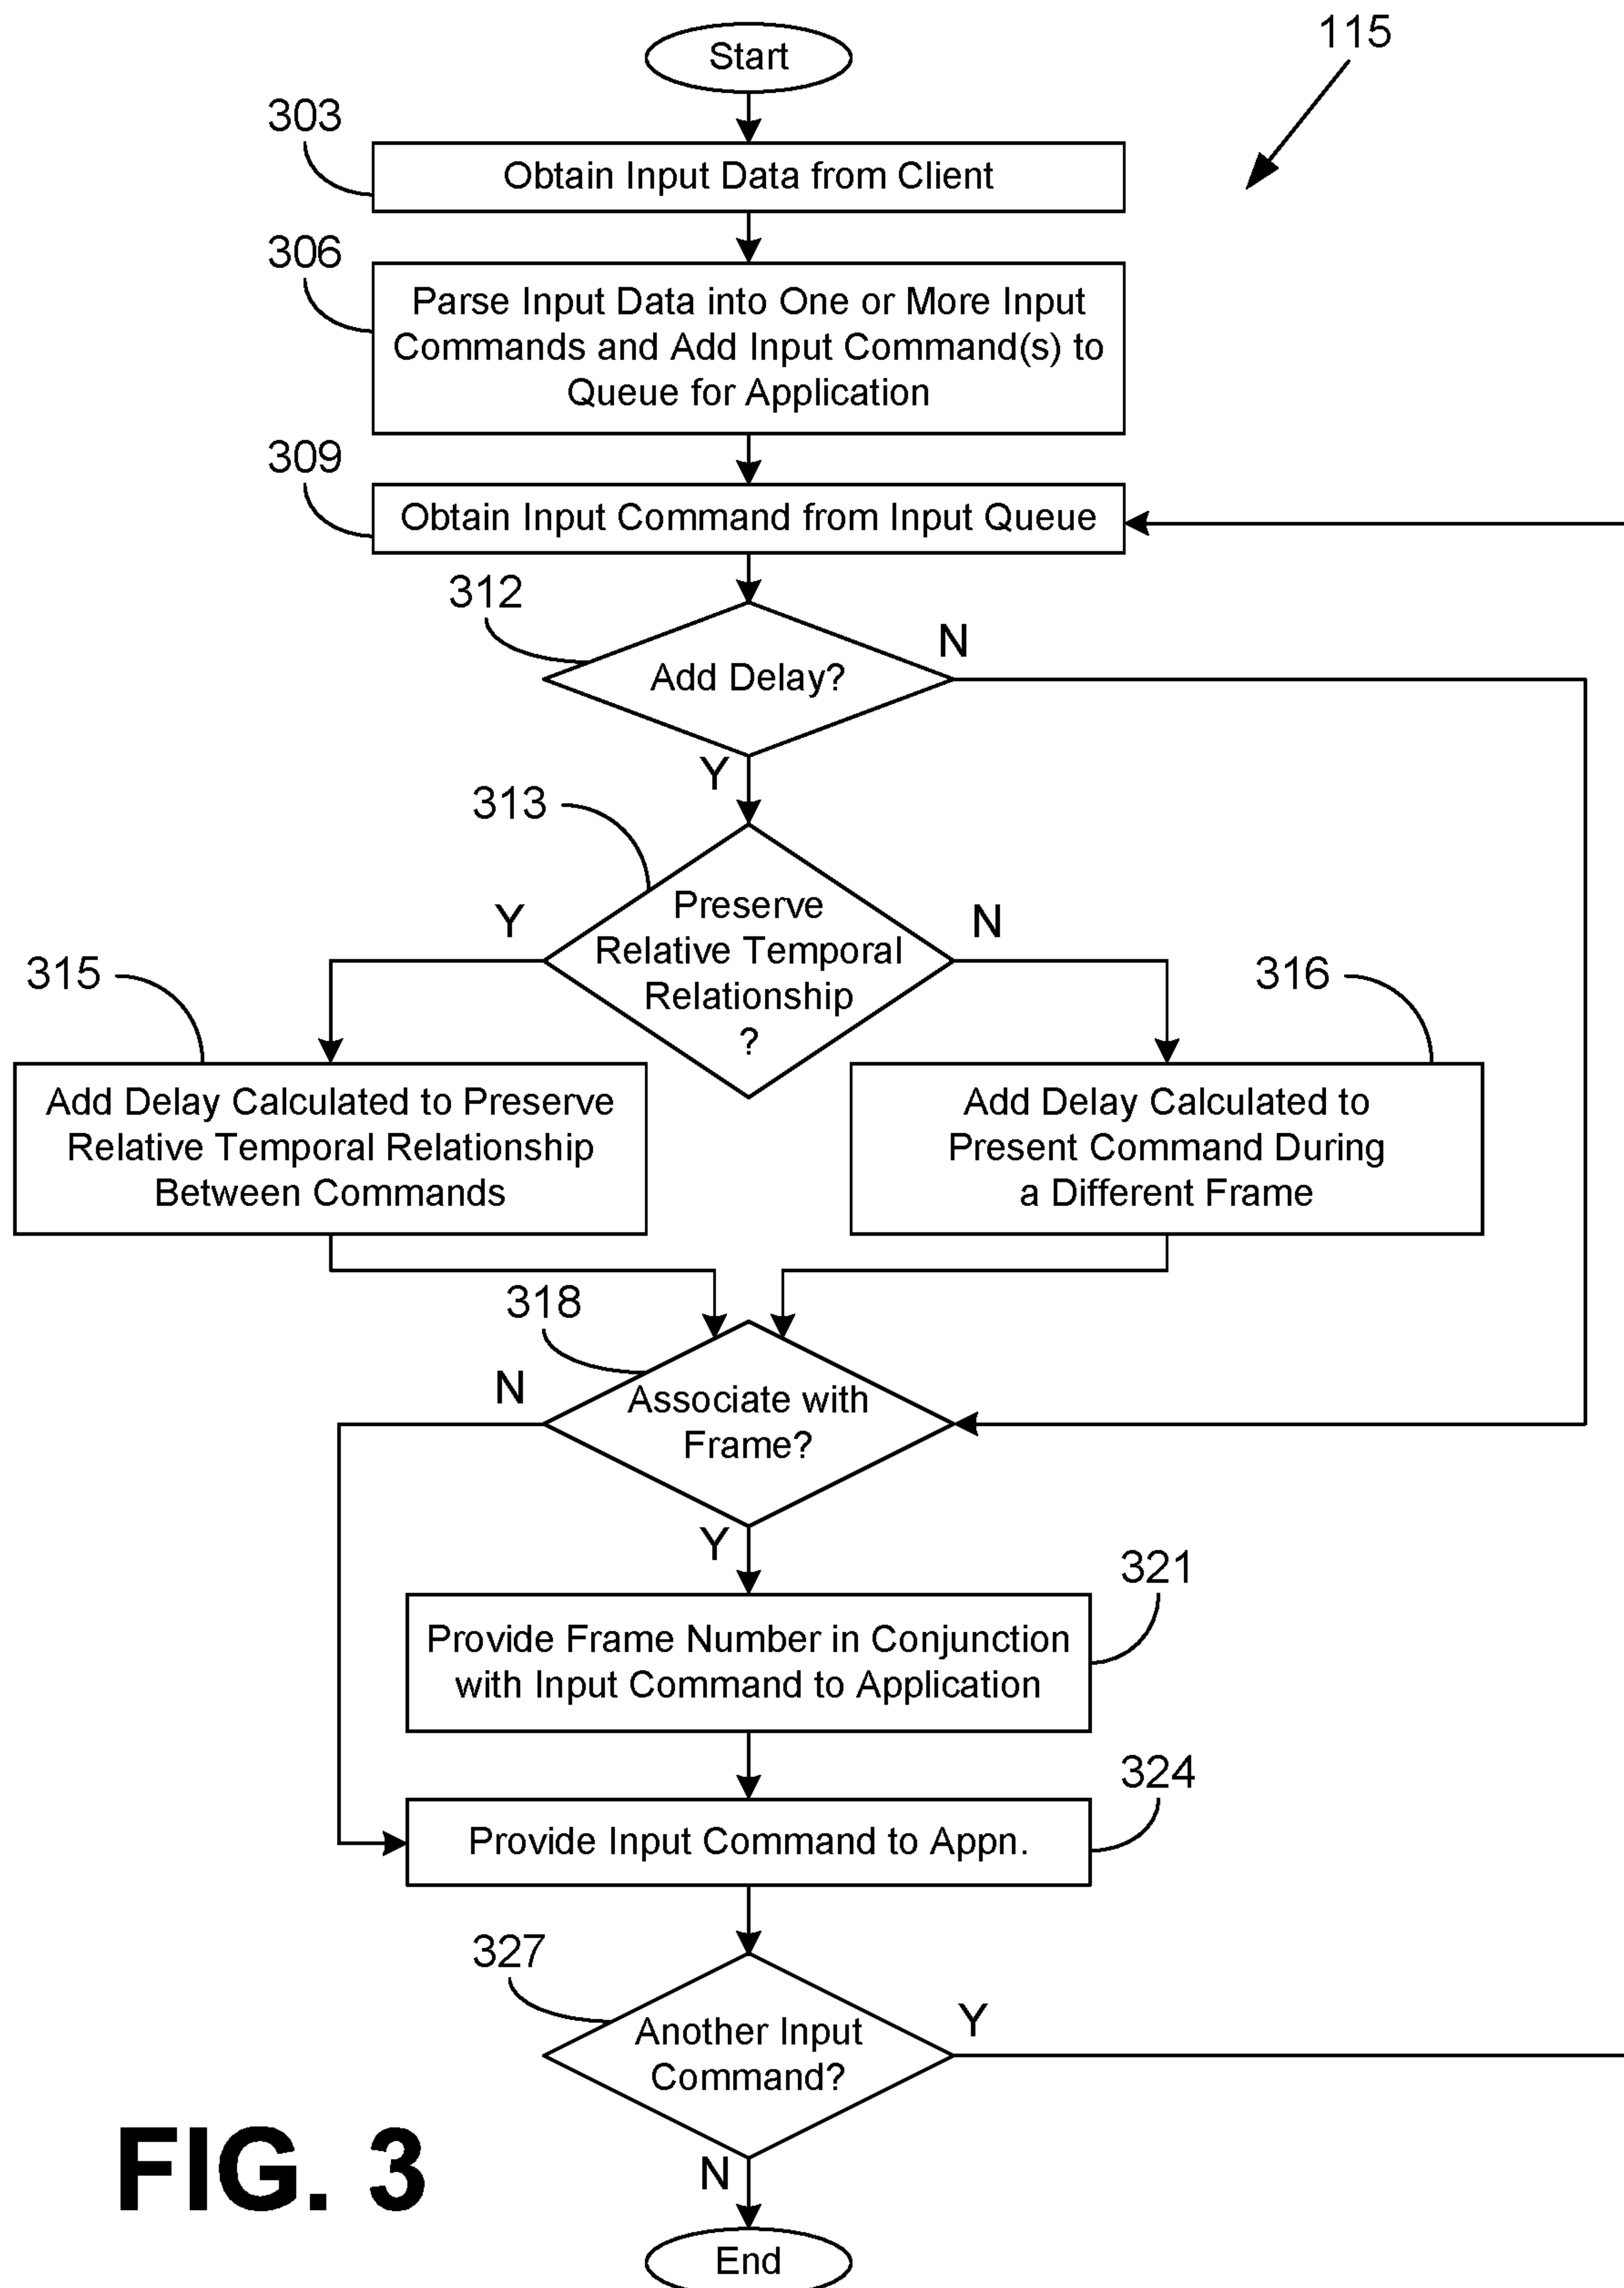 Start
115
303
Obtain Input Data from Client
306
Parse Input Data into One or More Input
Commands and Add Input Command(s) to
Queue for Application
309
Obtain Input Command from Input Queue
312
Add Delay?
N
Y
313
Preserve
Relative Temporal
Relationship
?
Y
N
315
316
Add Delay Calculated to Preserve
Relative Temporal Relationship
Between Commands
Add Delay Calculated to
Present Command During
a Different Frame
318
Associate with
Frame?
N
Y
321
Provide Frame Number in Conjunction
with Input Command to Application
324
Provide Input Command to Appn.
327
Another Input
Command?
Y
N
FIG. 3
End